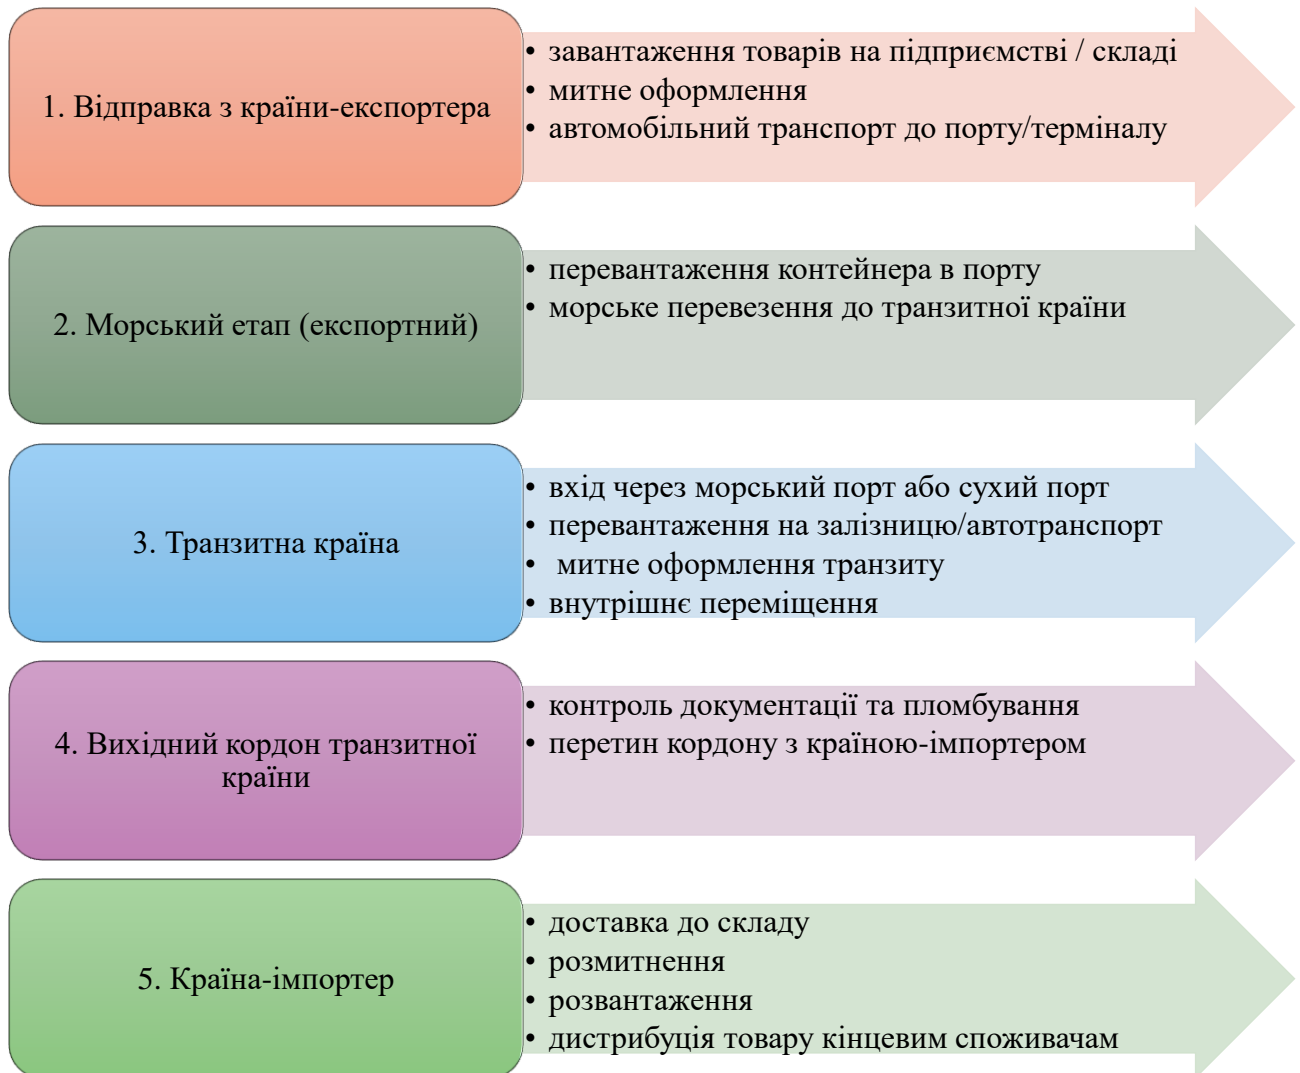 1. Відправка з країни-експортера
• завантаження товарів на підприємстві / складі
• митне оформлення
• автомобільний транспорт до порту/терміналу
2. Морський етап (експортний)
• перевантаження контейнера в порту
• морське перевезення до транзитної країни
3. Транзитна країна
• вхід через морський порт або сухий порт
• перевантаження на залізницю/автотранспорт
• митне оформлення транзиту
• внутрішнє переміщення
4. Вихідний кордон транзитної
країни
• контроль документації та пломбування
• перетин кордону з країною-імпортером
5. Країна-імпортер
• доставка до складу
• розмитнення
• розвантаження
• дистрибуція товару кінцевим споживачам